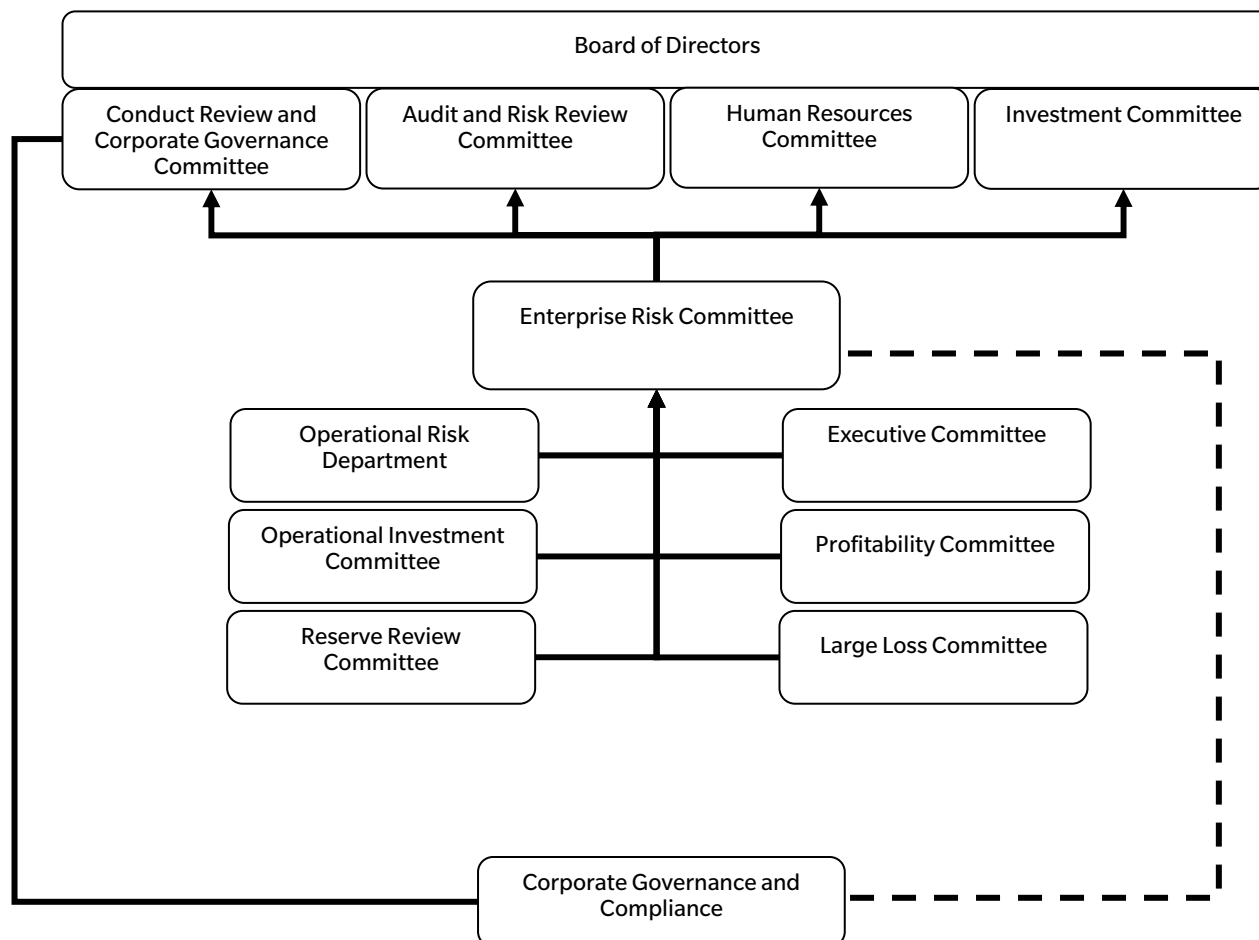 Board of Directors
Conduct Review and
Corporate Governance
Committee
Audit and Risk Review
Committee
Human Resources
Committee
Investment Committee
Enterprise Risk Committee
Operational Risk
Department
Executive Committee
Operational Investment
Committee
Profitability Committee
Reserve Review
Committee
Large Loss Committee
Corporate Governance and
Compliance